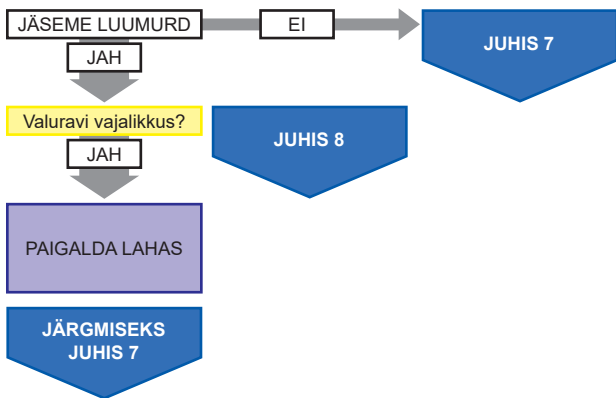 JÄSEME LUUMURD
EI
JUHIS 7
JAH
Valuravi vajalikkus?
JUHIS 8
JAH
PAIGALDA LAHAS
JÄRGMISEKS
JUHIS 7